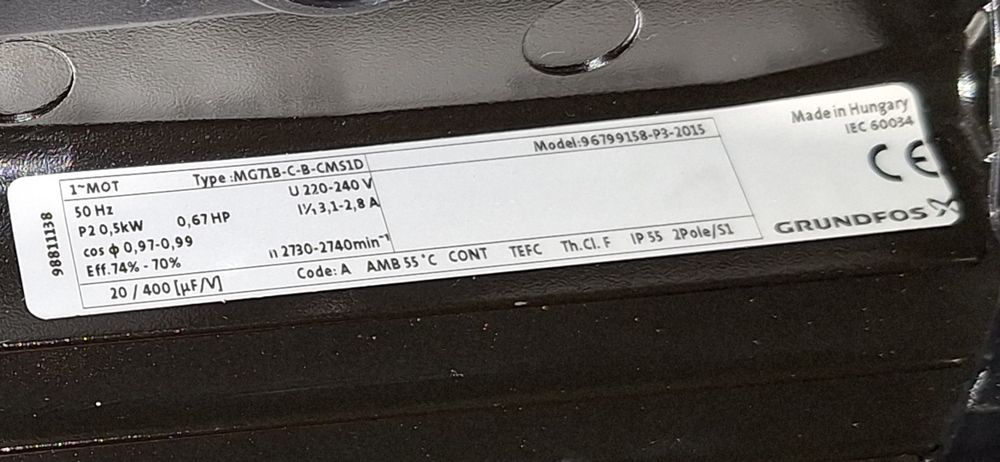 98811138
1~MOT Type :MG71B-C-B-CMS1D Model:96799158-P3-2015
50 Hz U 220-240 V
P2 0,5kW 0,67 HP I1/1 3,1-2,8 A
cos ϕ 0,97-0,99
Eff.74% - 70% n 2730-2740min⁻¹
20 / 400 [µF/V] Code: A AMB 55 °C CONT TEFC Th.Cl. F IP 55 2Pole/S1
Made in Hungary
IEC 60034
CE
GRUNDFOS